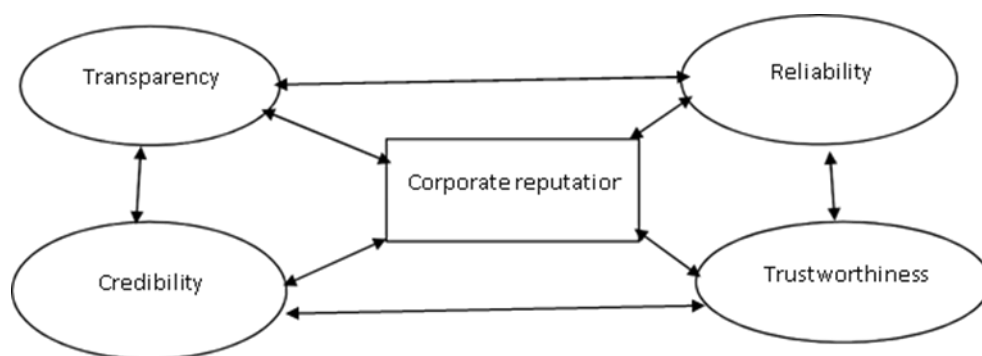 Transparency
Reliability
Corporate reputatior
Credibility
Trustworthiness